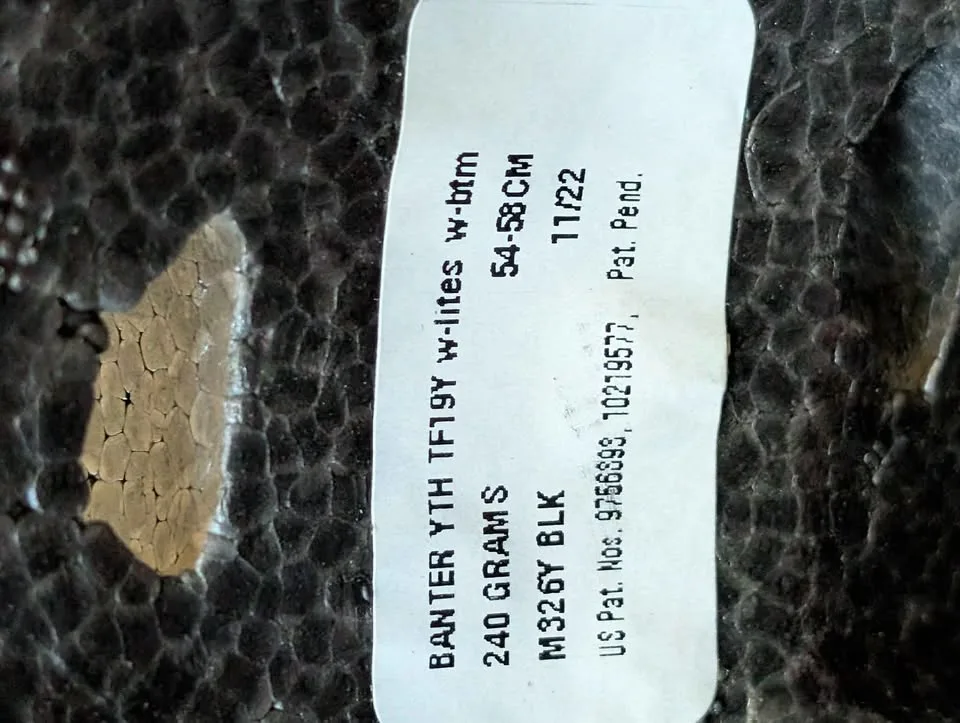 BANTER YTH TF19Y w-lites w-btm
240 GRAMS 54-58CM
M326Y BLK 11/22
US Pat. Nos. 9766893, 10219577, Pat. Pend.